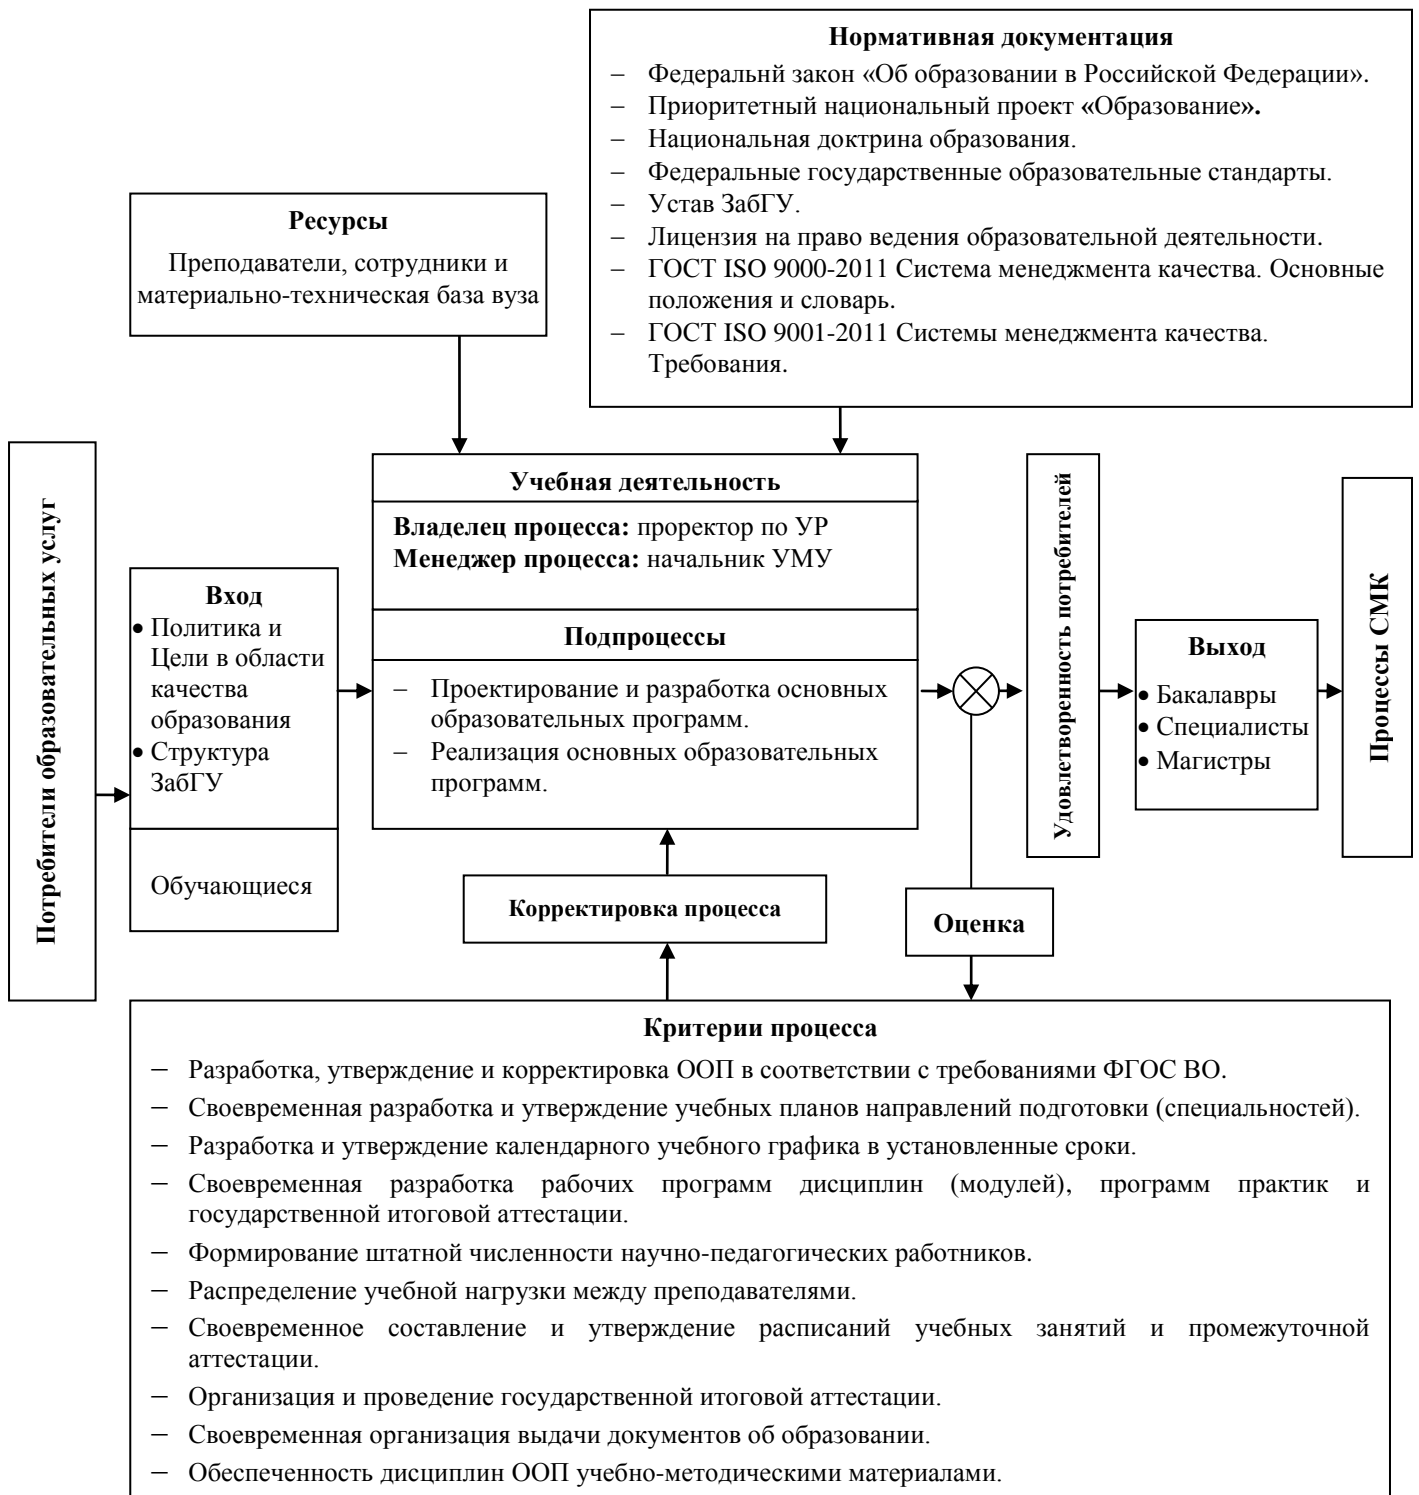 Нормативная документация
– Федеральнй закон «Об образовании в Российской Федерации».
– Приоритетный национальный проект «Образование».
– Национальная доктрина образования.
– Федеральные государственные образовательные стандарты.
– Устав ЗабГУ.
– Лицензия на право ведения образовательной деятельности.
– ГОСТ ISO 9000-2011 Система менеджмента качества. Основные
положения и словарь.
– ГОСТ ISO 9001-2011 Системы менеджмента качества.
Требования.
Ресурсы
Преподаватели, сотрудники и
материально-техническая база вуза
Потребители образовательных услуг
Вход
• Политика и
Цели в области
качества
образования
• Структура
ЗабГУ
Обучающиеся
Учебная деятельность
Владелец процесса: проректор по УР
Менеджер процесса: начальник УМУ
Подпроцессы
– Проектирование и разработка основных
образовательных программ.
– Реализация основных образовательных
программ.
Удовлетворенность потребителей
Выход
• Бакалавры
• Специалисты
• Магистры
Процессы СМК
Корректировка процесса
Оценка
Критерии процесса
– Разработка, утверждение и корректировка ООП в соответствии с требованиями ФГОС ВО.
– Своевременная разработка и утверждение учебных планов направлений подготовки (специальностей).
– Разработка и утверждение календарного учебного графика в установленные сроки.
– Своевременная разработка рабочих программ дисциплин (модулей), программ практик и
государственной итоговой аттестации.
– Формирование штатной численности научно-педагогических работников.
– Распределение учебной нагрузки между преподавателями.
– Своевременное составление и утверждение расписаний учебных занятий и промежуточной
аттестации.
– Организация и проведение государственной итоговой аттестации.
– Своевременная организация выдачи документов об образовании.
– Обеспеченность дисциплин ООП учебно-методическими материалами.